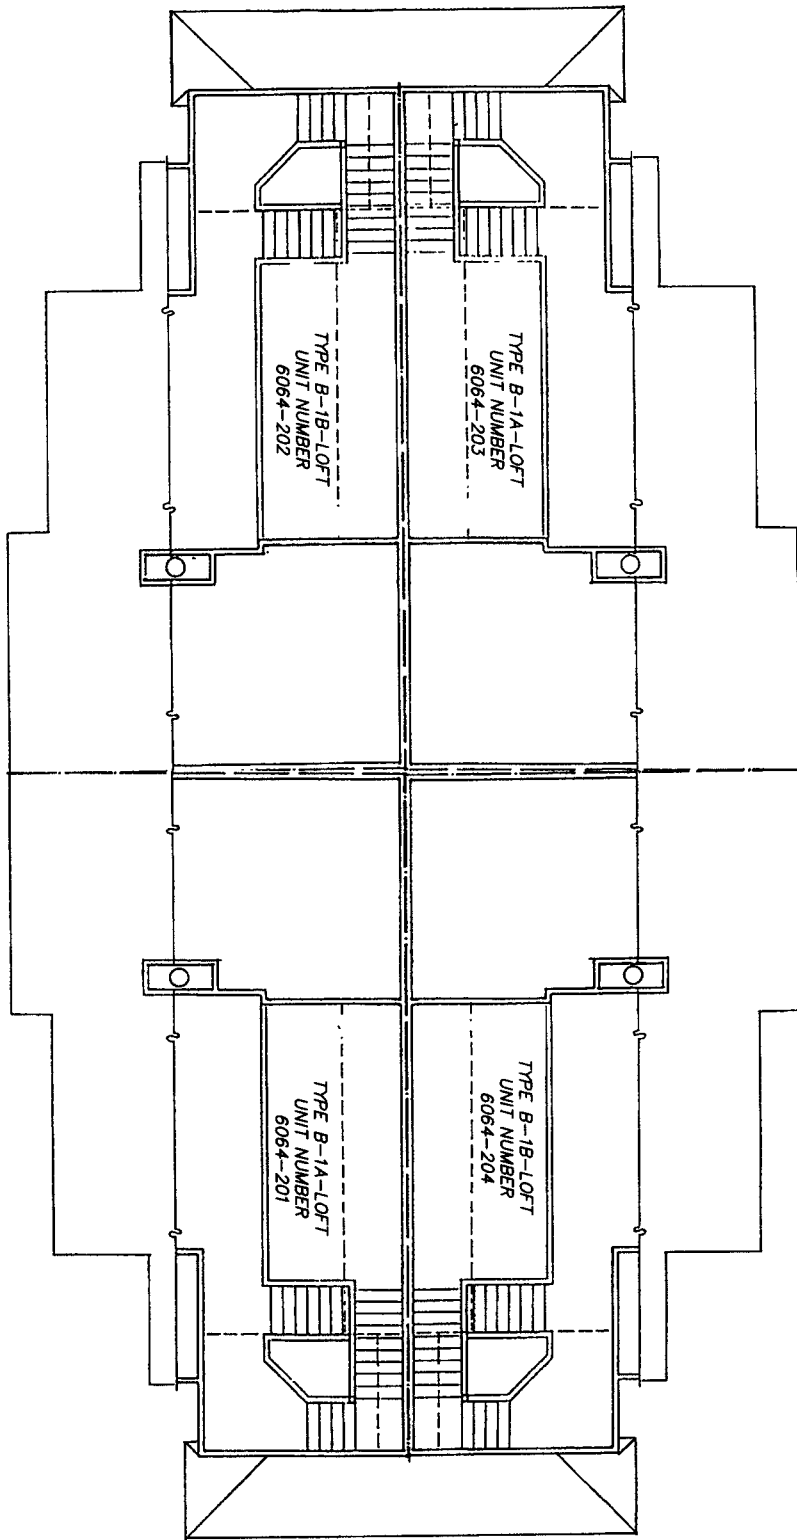 TYPE B-1B-LOFT
UNIT NUMBER
6064-202
TYPE B-1A-LOFT
UNIT NUMBER
6064-203
TYPE B-1A-LOFT
UNIT NUMBER
6064-201
TYPE B-1B-LOFT
UNIT NUMBER
6064-204